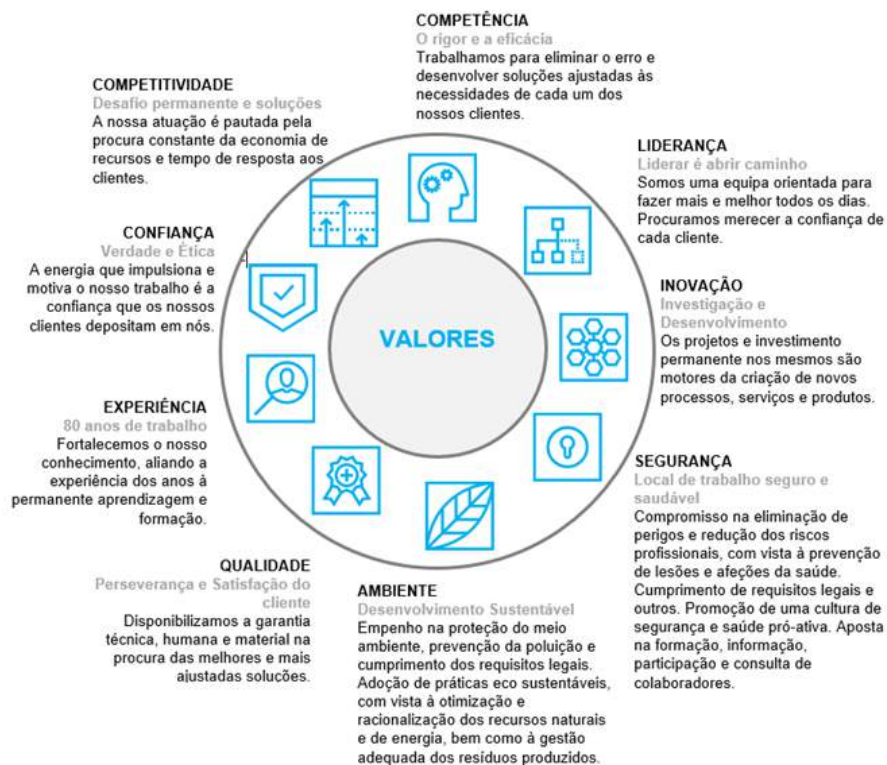 COMPETÊNCIA
O rigor e a eficácia
Trabalhamos para eliminar o erro e
desenvolver soluções ajustadas às
necessidades de cada um dos
nossos clientes.
LIDERANÇA
Liderar é abrir caminho
Somos uma equipa orientada para
fazer mais e melhor todos os dias.
Procuramos merecer a confiança de
cada cliente.
INOVAÇÃO
Investigação e
Desenvolvimento
Os projetos e investimento
permanente nos mesmos são
motores da criação de novos
processos, serviços e produtos.
SEGURANÇA
Local de trabalho seguro e
saudável
Compromisso na eliminação de
perigos e redução dos riscos
profissionais, com vista à prevenção
de lesões e afeções da saúde.
Cumprimento de requisitos legais e
outros. Promoção de uma cultura de
segurança e saúde pró-ativa. Aposta
na formação, informação,
participação e consulta de
colaboradores.
AMBIENTE
Desenvolvimento Sustentável
Empenho na proteção do meio
ambiente, prevenção da poluição e
cumprimento dos requisitos legais.
Adoção de práticas eco sustentáveis,
com vista à otimização e
racionalização dos recursos naturais
e de energia, bem como à gestão
adequada dos resíduos produzidos.
QUALIDADE
Perseverança e Satisfação do
cliente
Disponibilizamos a garantia
técnica, humana e material na
procura das melhores e mais
ajustadas soluções.
EXPERIÊNCIA
80 anos de trabalho
Fortalecemos o nosso
conhecimento, aliando a
experiência dos anos à
permanente aprendizagem e
formação.
CONFIANÇA
Verdade e Ética
A energia que impulsiona e
motiva o nosso trabalho é a
confiança que os nossos
clientes depositam em nós.
COMPETITIVIDADE
Desafio permanente e soluções
A nossa atuação é pautada pela
procura constante da economia de
recursos e tempo de resposta aos
clientes.
VALORES